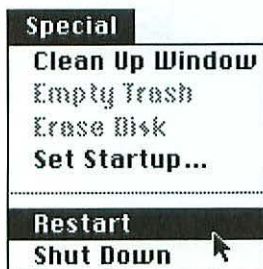 Special
Clean Up Window
Empty Trash
Erase Disk
Set Startup...
Restart
Shut Down